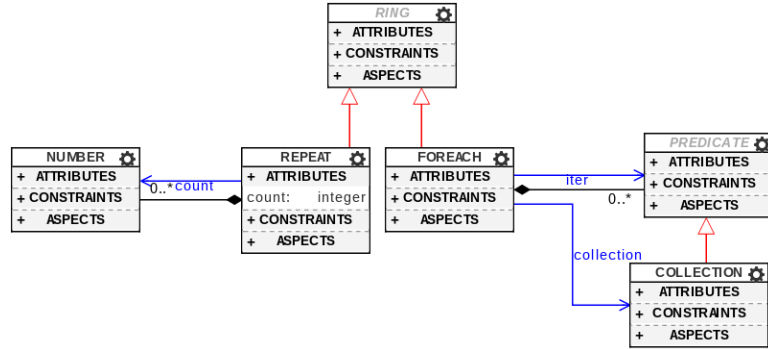 RING
+ ATTRIBUTES
+ CONSTRAINTS
+ ASPECTS
NUMBER
+ ATTRIBUTES
+ CONSTRAINTS
+ ASPECTS
0..*
count
REPEAT
+ ATTRIBUTES
count: integer
+ CONSTRAINTS
+ ASPECTS
FOREACH
+ ATTRIBUTES
+ CONSTRAINTS
+ ASPECTS
iter
0..*
PREDICATE
+ ATTRIBUTES
+ CONSTRAINTS
+ ASPECTS
collection
COLLECTION
+ ATTRIBUTES
+ CONSTRAINTS
+ ASPECTS